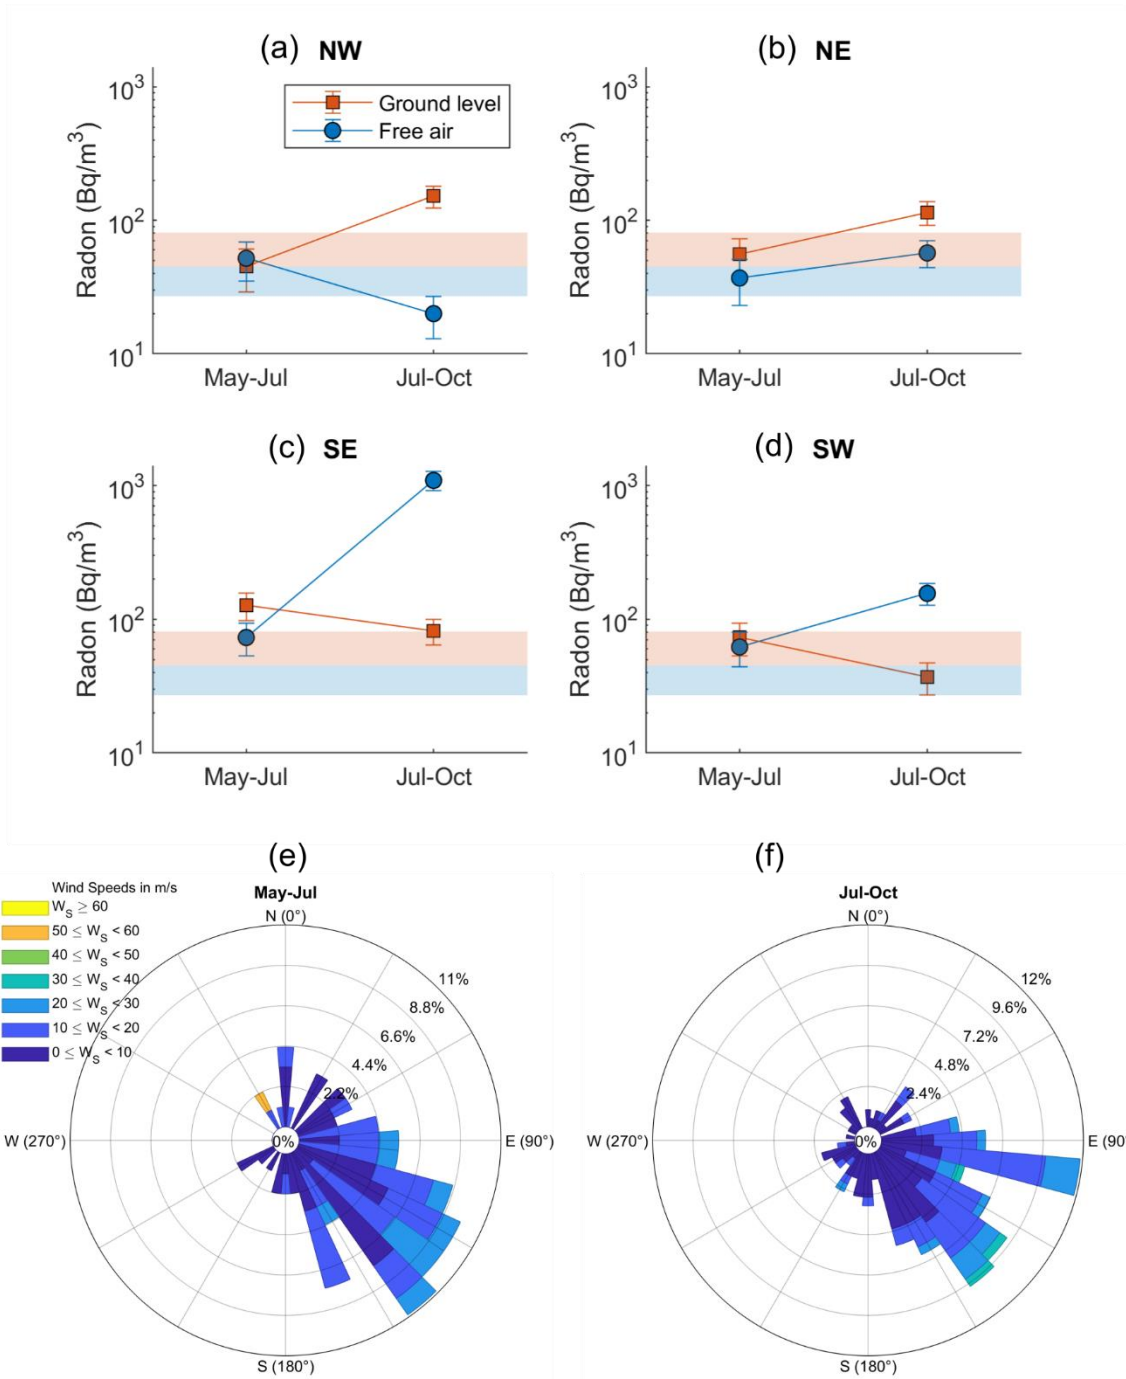 (a) NW
(b) NE
10³
10²
10¹
Radon (Bq/m³)
Ground level
Free air
May-Jul
Jul-Oct
10³
10²
10¹
Radon (Bq/m³)
May-Jul
Jul-Oct
(c) SE
(d) SW
10³
10²
10¹
Radon (Bq/m³)
May-Jul
Jul-Oct
10³
10²
10¹
Radon (Bq/m³)
May-Jul
Jul-Oct
(e)
May-Jul
Wind Speeds in m/s
W_S ≥ 60
50 ≤ W_S < 60
40 ≤ W_S < 50
30 ≤ W_S < 40
20 ≤ W_S < 30
10 ≤ W_S < 20
0 ≤ W_S < 10
N (0°)
11%
8.8%
6.6%
4.4%
2.2%
0%
W (270°)
E (90°)
S (180°)
(f)
Jul-Oct
N (0°)
12%
9.6%
7.2%
4.8%
2.4%
0%
W (270°)
E (90°
S (180°)